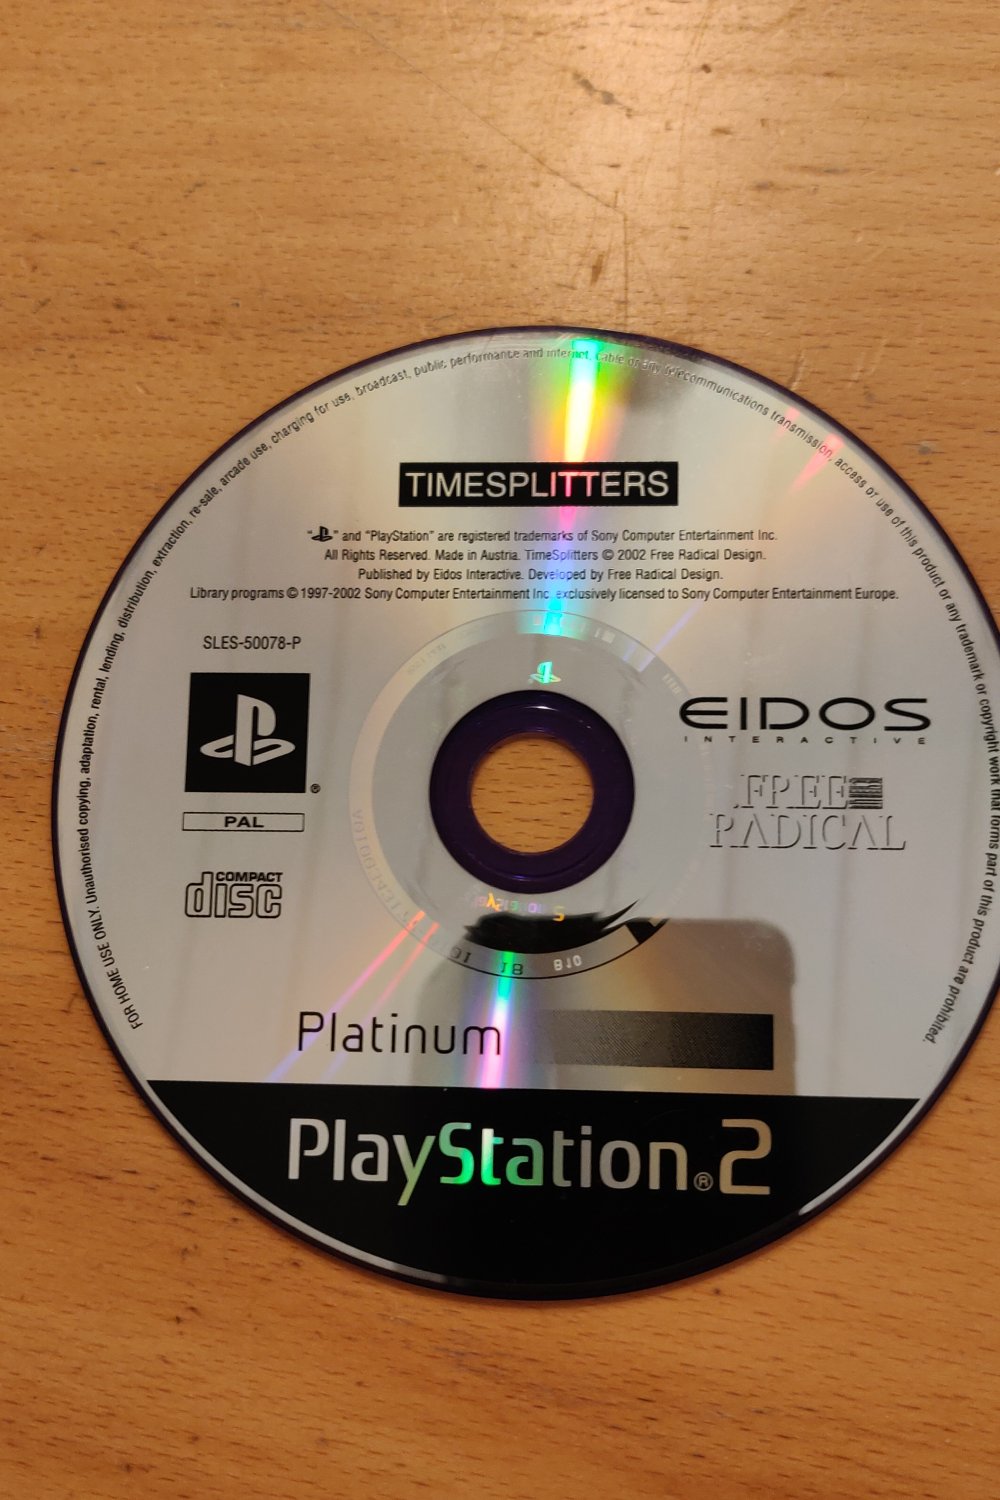 FOR HOME USE ONLY. Unauthorised copying, adaptation, rental, lending, distribution, extraction, re-sale, arcade use, charging for use, broadcast, public performance and internet, cable or any telecommunications transmission, access or use of this product or any trademark or copyright work that forms part of this product are prohibited.
TIMESPLITTERS
“ ” and “PlayStation” are registered trademarks of Sony Computer Entertainment Inc.
All Rights Reserved. Made in Austria. TimeSplitters © 2002 Free Radical Design.
Published by Eidos Interactive. Developed by Free Radical Design.
Library programs © 1997-2002 Sony Computer Entertainment Inc exclusively licensed to Sony Computer Entertainment Europe.
SLES-50078-P
®
PAL
COMPACT
disc
EIDOS
INTERACTIVE
FREE
RADICAL
Platinum
PlayStation®2